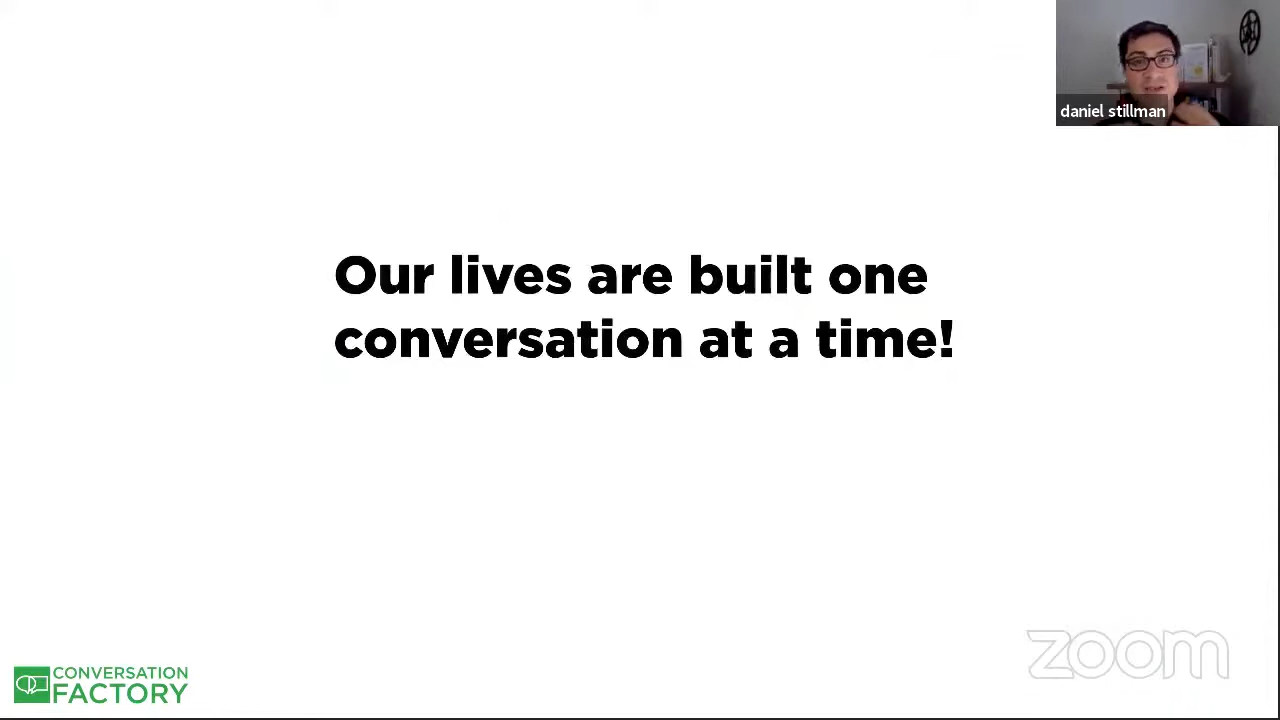 daniel stillman
Our lives are built one
conversation at a time!
CONVERSATION
FACTORY
zoom